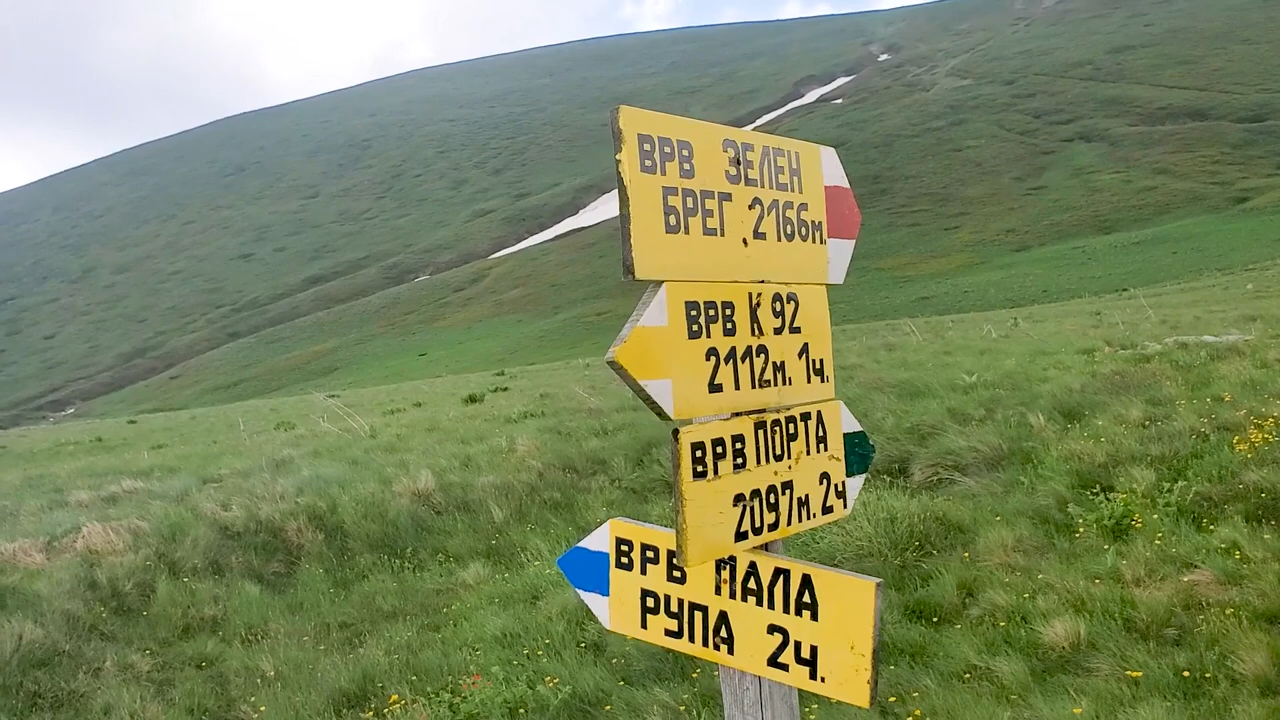 ВРВ ЗЕЛЕН
БРЕГ 2166м.
ВРВ К 92
2112м. 1ч.
ВРВ ПОРТА
2097м. 2ч
ВРВ МАЛА
РУПА 2ч.